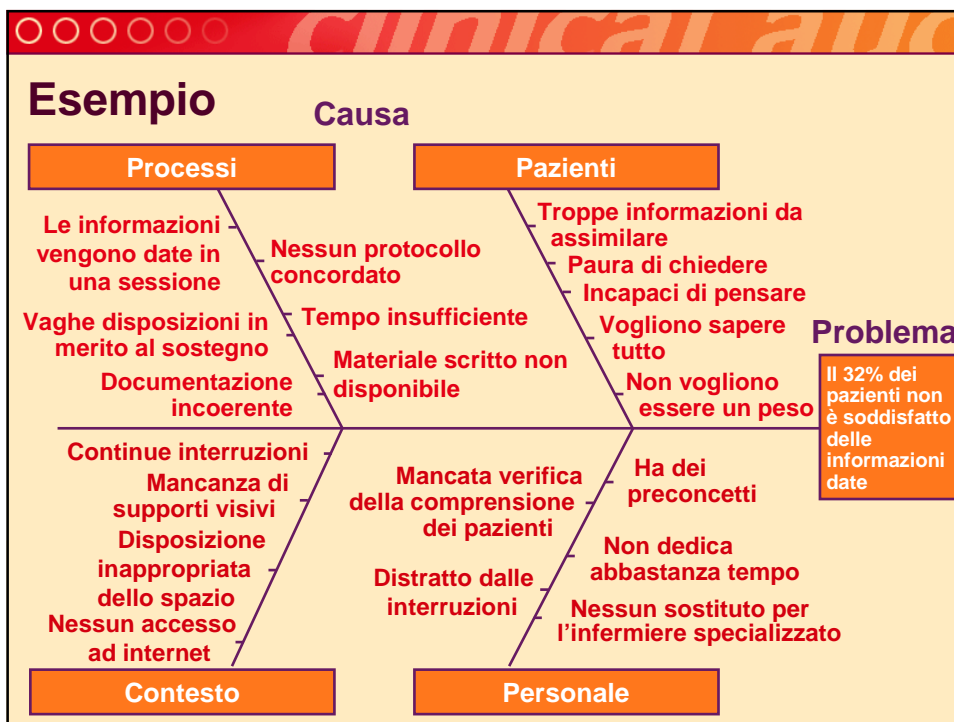 clinical aud
Esempio
Causa
Processi
Le informazioni
vengono date in
una sessione
Nessun protocollo
concordato
Vaghe disposizioni in
merito al sostegno
Tempo insufficiente
Documentazione
incoerente
Materiale scritto non
disponibile
Pazienti
Troppe informazioni da
assimilare
Paura di chiedere
Incapaci di pensare
Vogliono sapere
tutto
Non vogliono
essere un peso
Problema
Il 32% dei
pazienti non
è soddisfatto
delle
informazioni
date
Continue interruzioni
Mancanza di
supporti visivi
Disposizione
inappropriata
dello spazio
Nessun accesso
ad internet
Contesto
Mancata verifica
della comprensione
dei pazienti
Ha dei
preconcetti
Non dedica
abbastanza tempo
Distratto dalle
interruzioni
Nessun sostituto per
l'infermiere specializzato
Personale